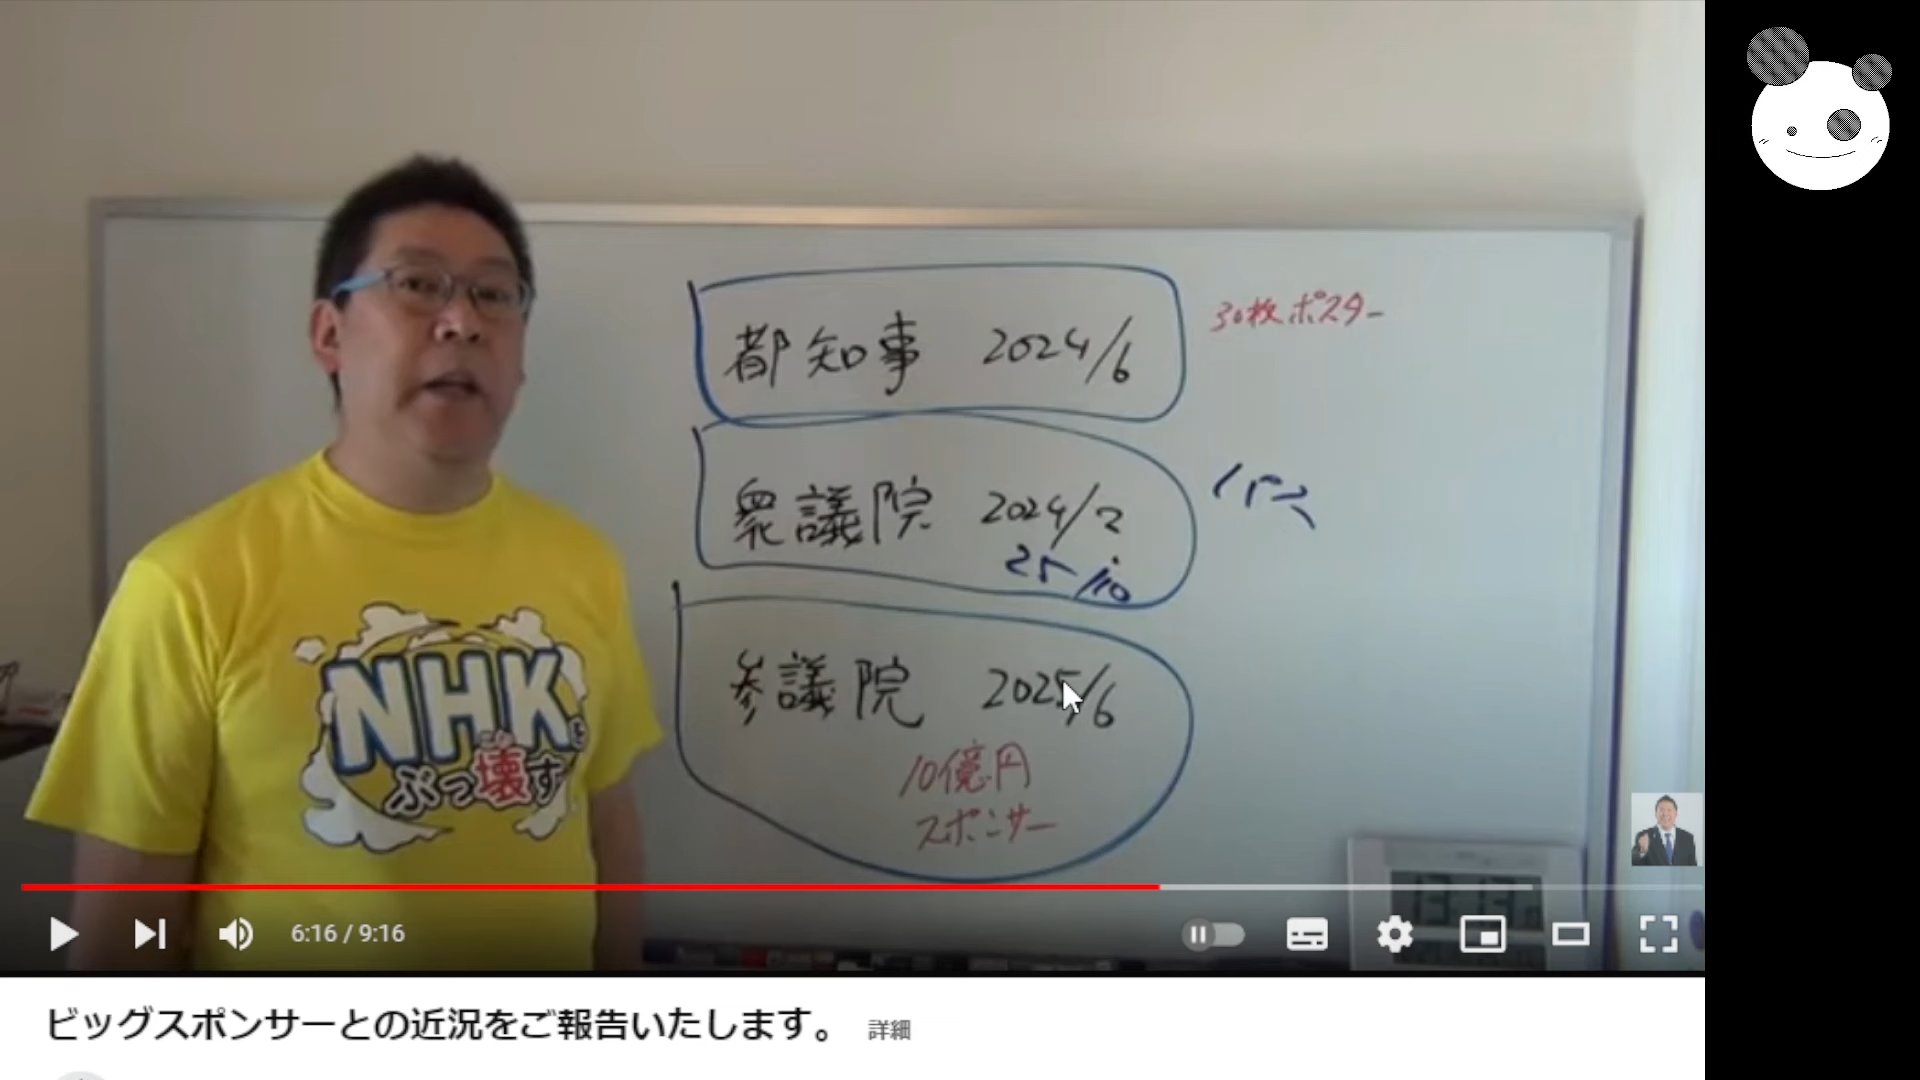 都知事 2024/6
30枚ポスター
衆議院 2024/2
パス
25/10
参議院 2025/6
10億円
スポンサー
NHKを
ぶっ壊す
6:16 / 9:16
ビッグスポンサーとの近況をご報告いたします。 詳細